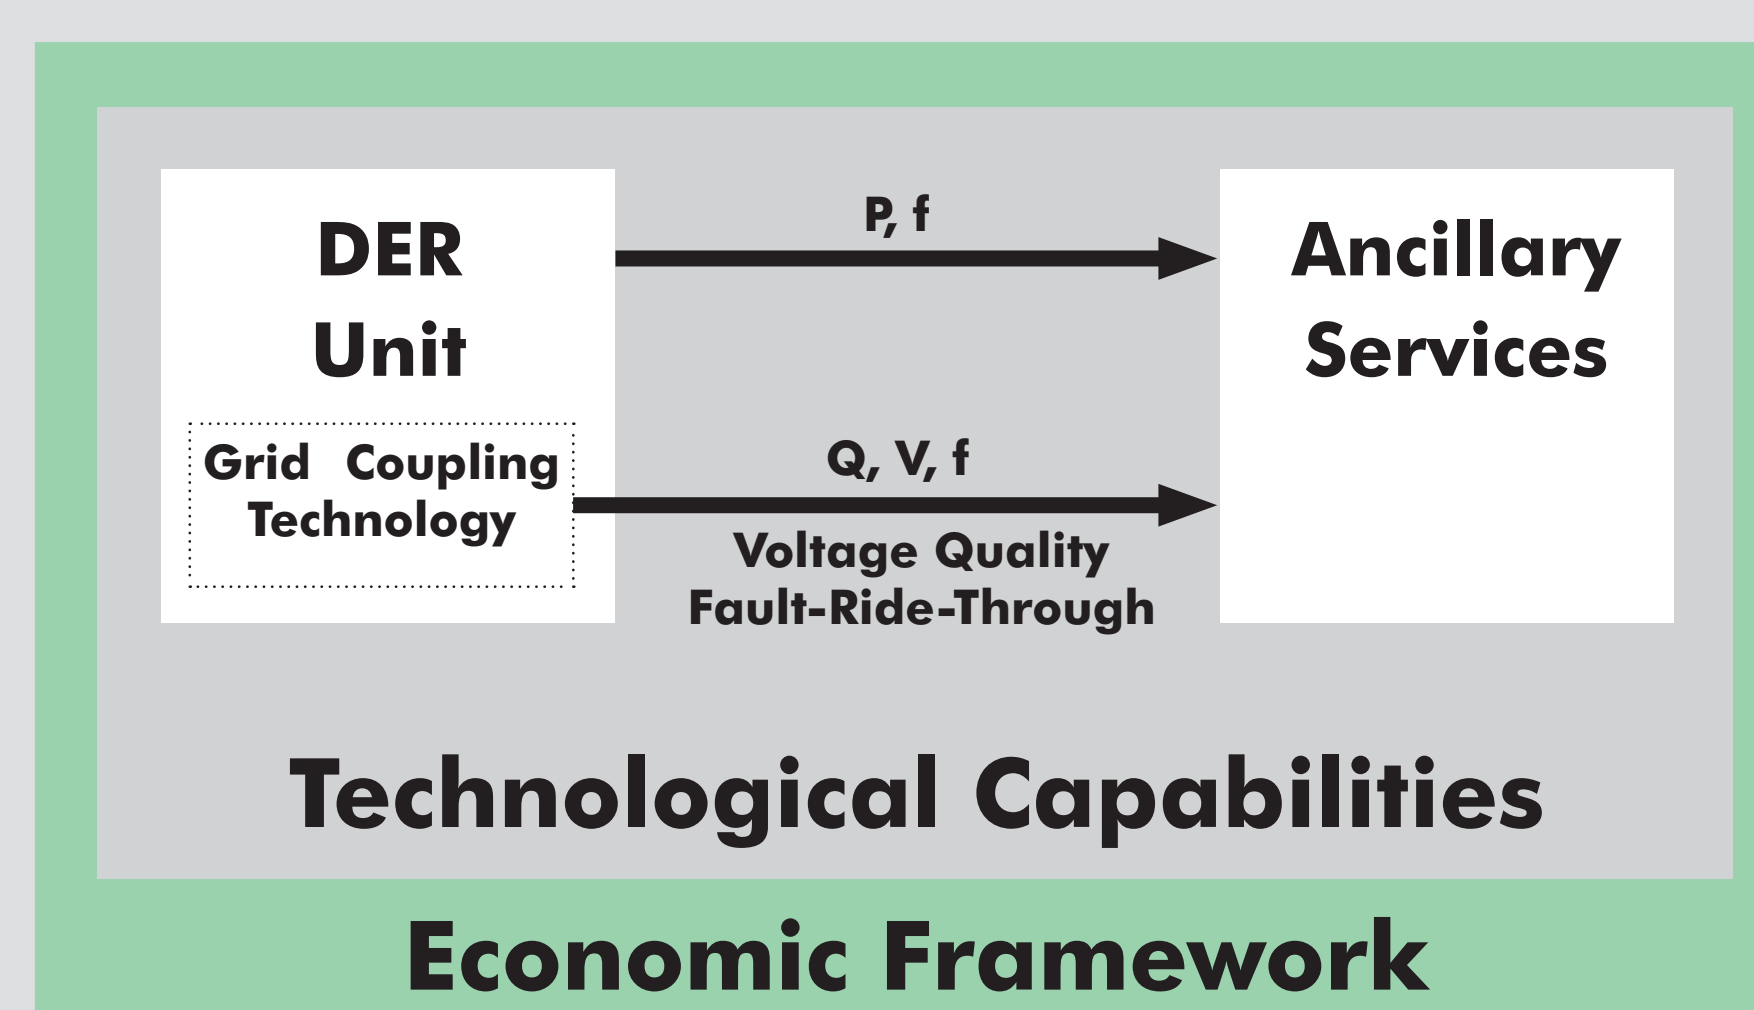 DER
Unit
Grid Coupling
Technology
P, f
Q, V, f
Voltage Quality
Fault-Ride-Through
Ancillary
Services
Technological Capabilities
Economic Framework